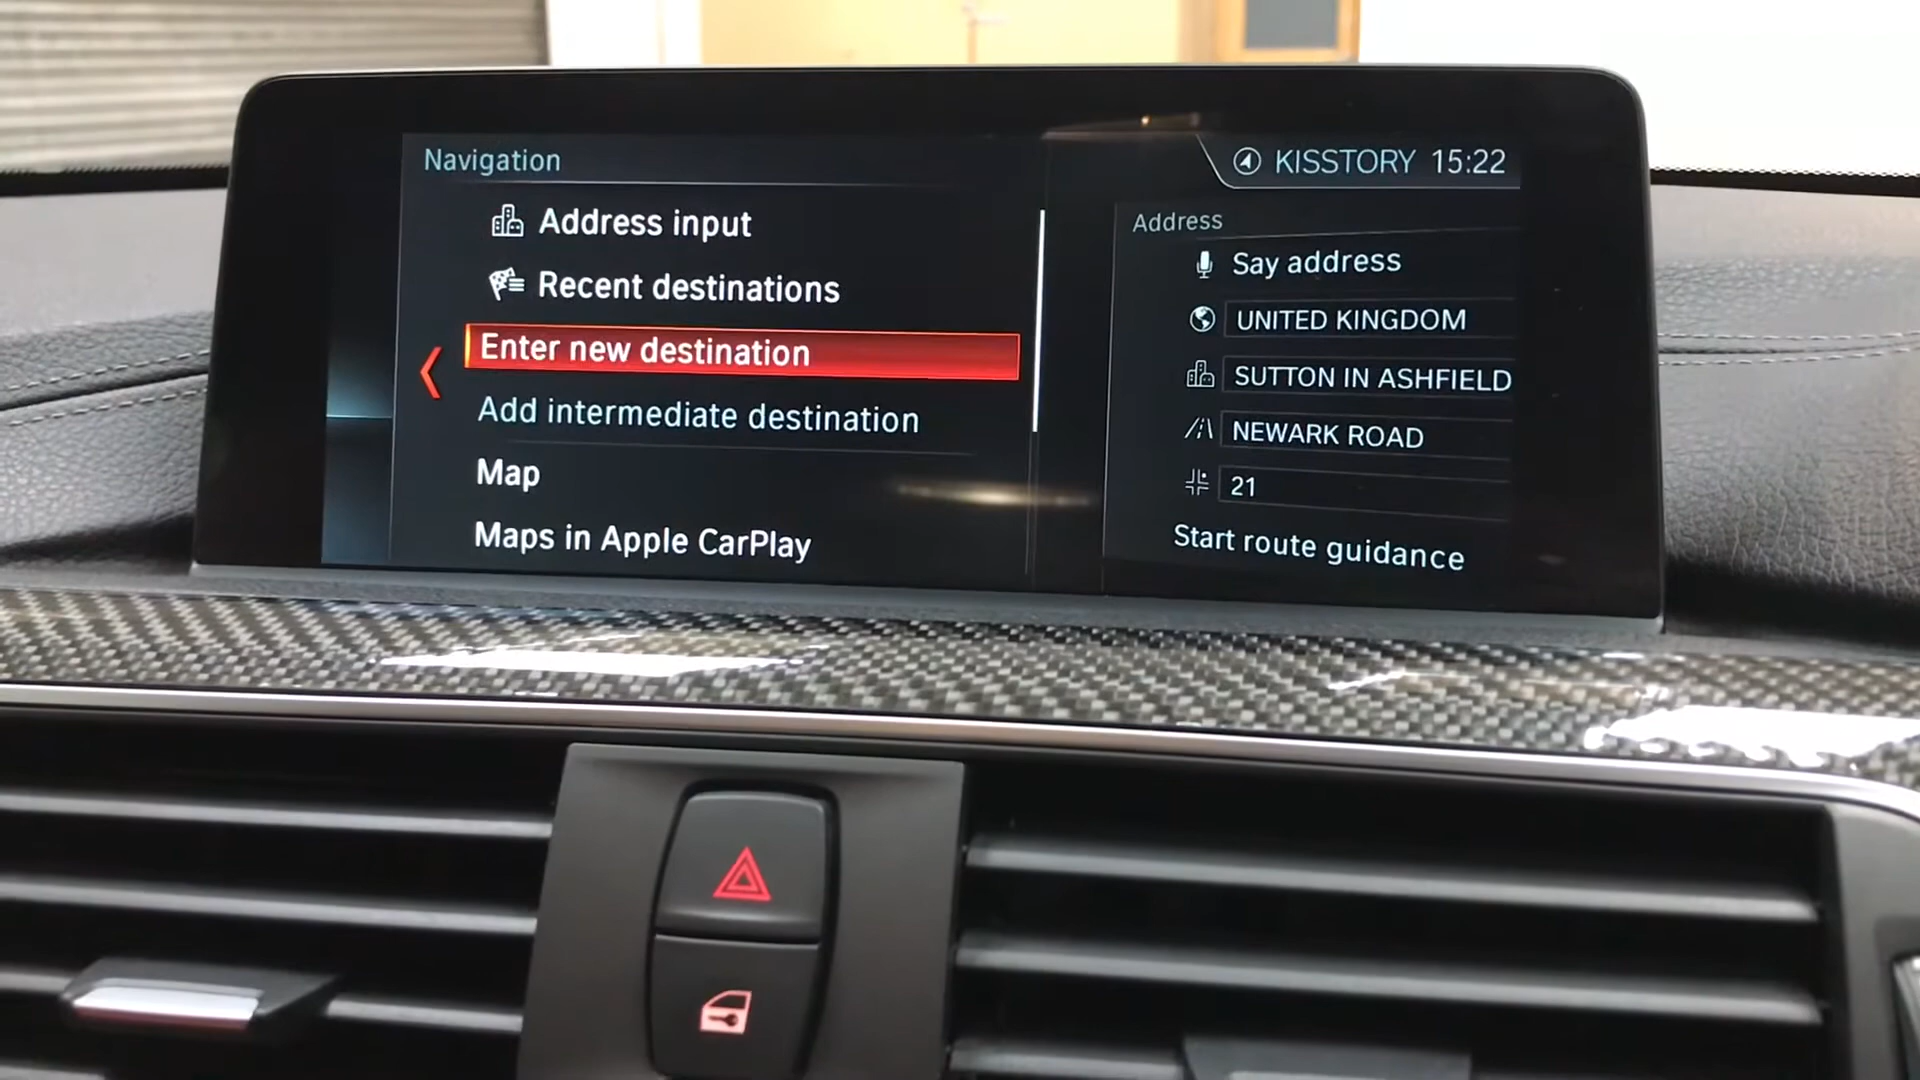 Navigation
Address input
Recent destinations
Enter new destination
Add intermediate destination
Map
Maps in Apple CarPlay
KISSTORY 15:22
Address
Say address
UNITED KINGDOM
SUTTON IN ASHFIELD
NEWARK ROAD
21
Start route guidance